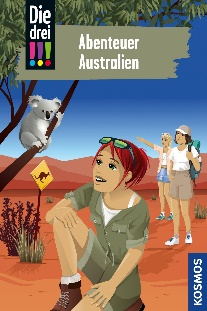 Die
drei
!!!
Abenteuer
Australien
KOSMOS